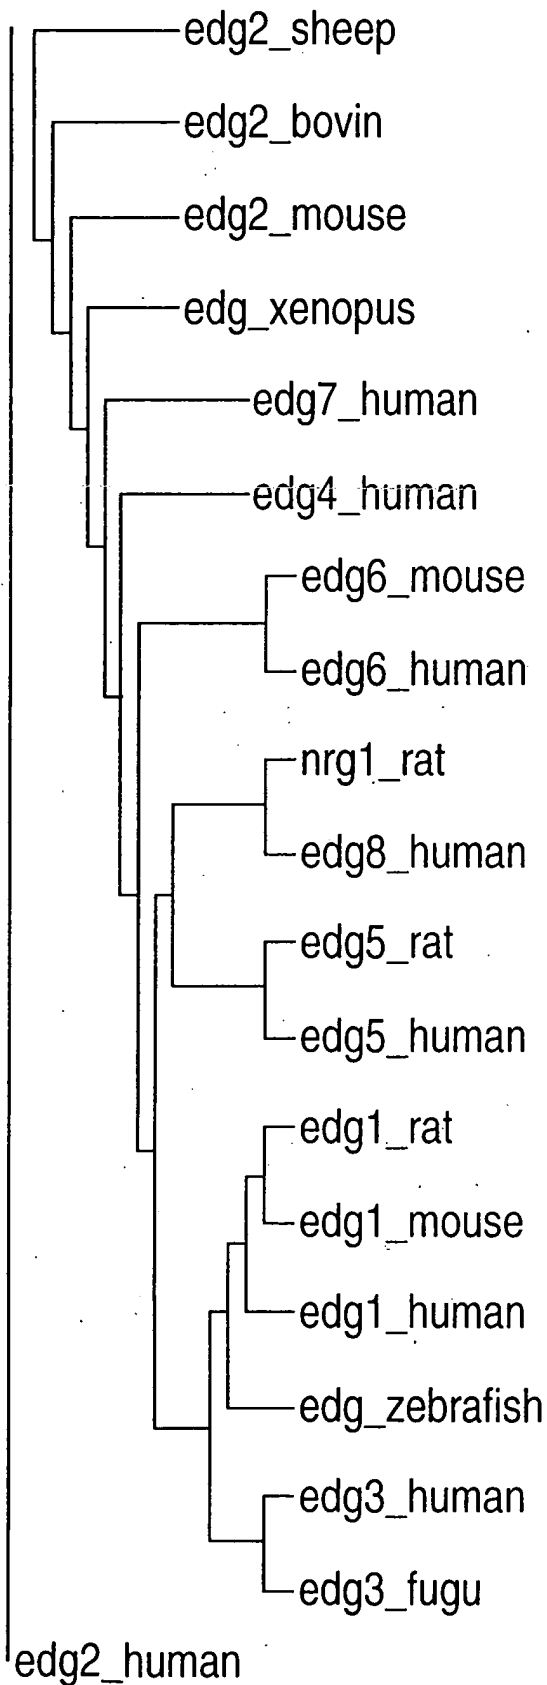 edg2_sheep
edg2_bovin
edg2_mouse
edg_xenopus
edg7_human
edg4_human
edg6_mouse
edg6_human
nrg1_rat
edg8_human
edg5_rat
edg5_human
edg1_rat
edg1_mouse
edg1_human
edg_zebrafish
edg3_human
edg3_fugu
edg2_human